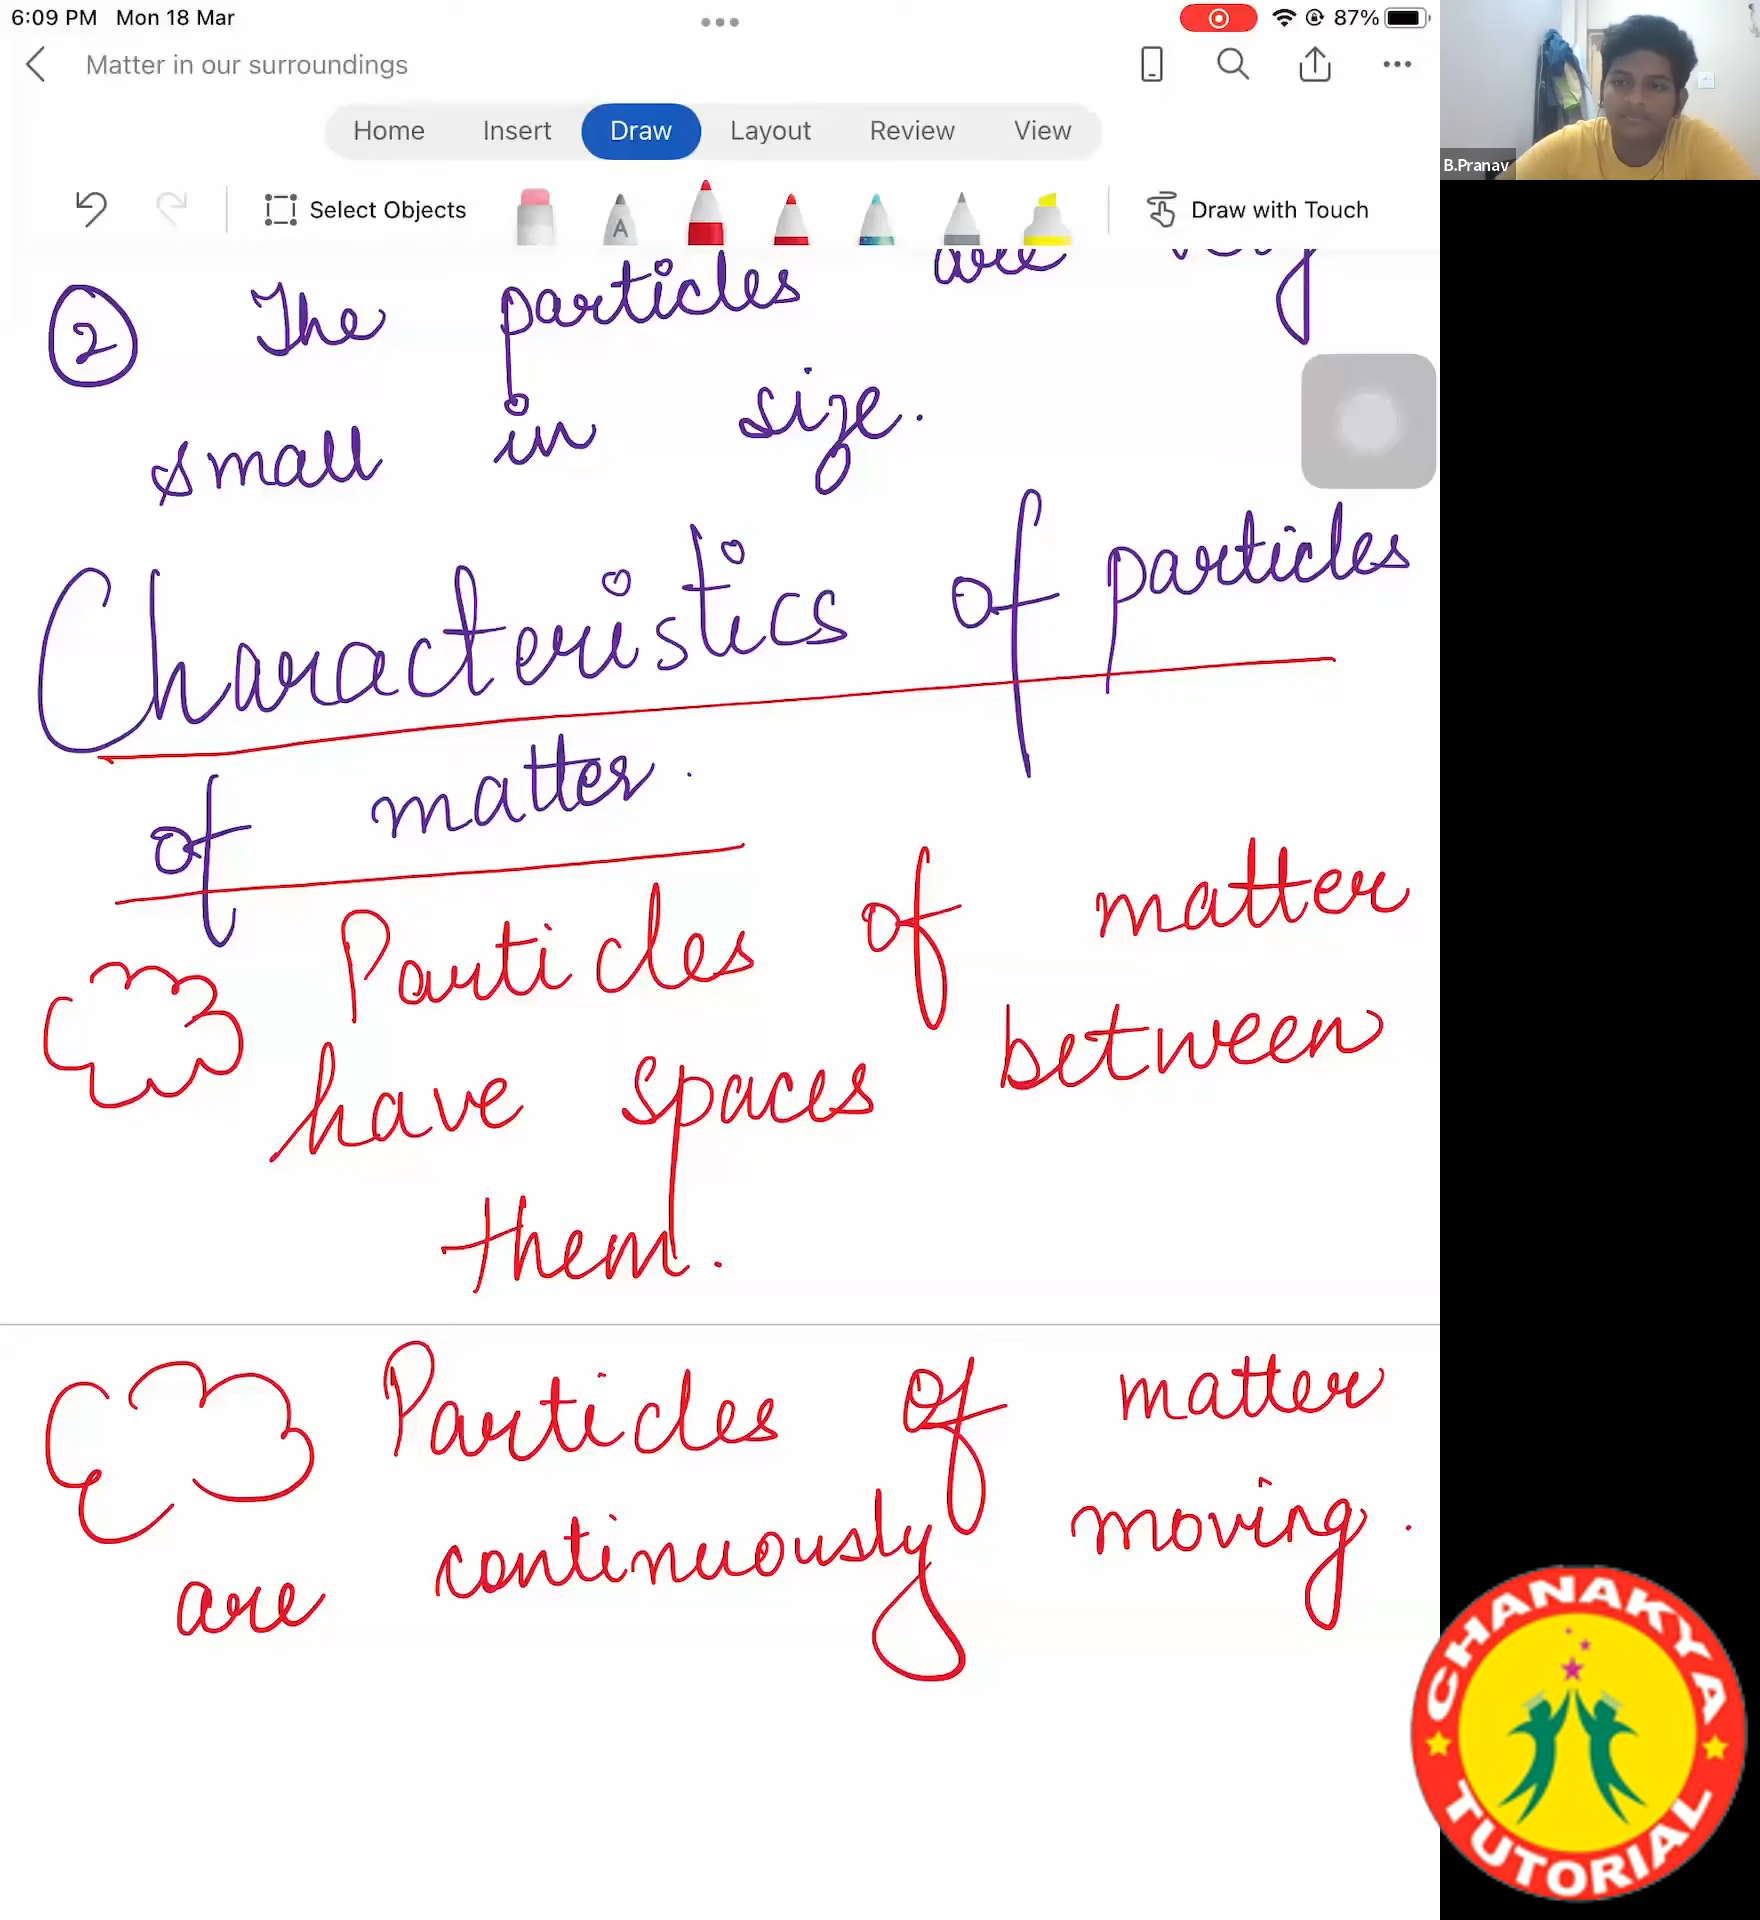 6:09 PM Mon 18 Mar
87%
Matter in our surroundings
Home Insert Draw Layout Review View
Select Objects
A
Draw with Touch
B.Pranav
② The particles are very
small in size.
Characteristics of particles
of matter.
Particles of matter
have spaces between
them.
Particles of matter
are continuously moving.
CHANAKYA
TUTORIAL